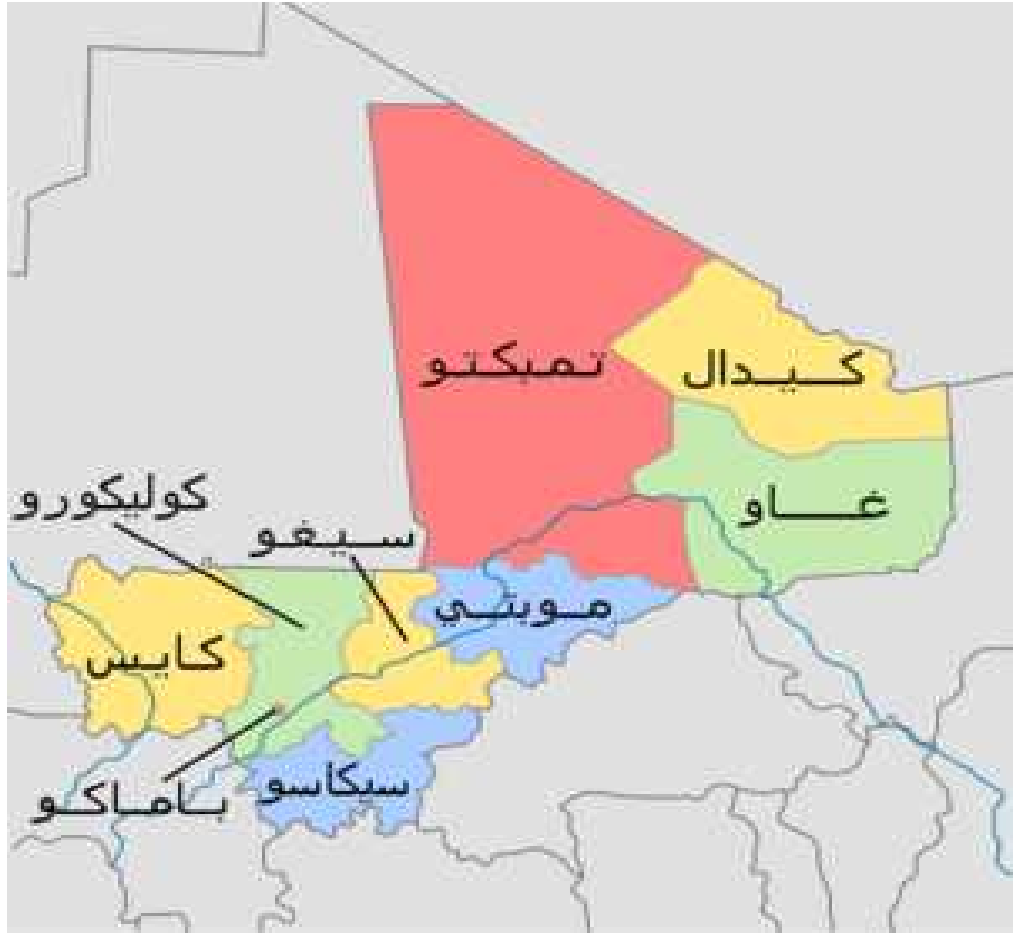 تمبكتو
كيدال
غاو
كوليكورو
سيغو
موبتي
كايس
سيكاسو
باماكو